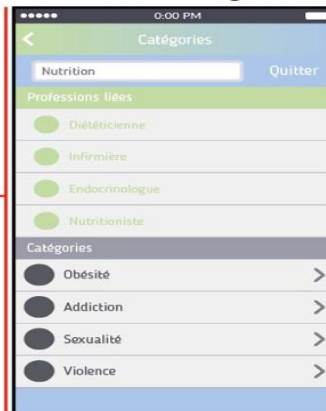 0:00 PM
Catégories
Nutrition Quitter
Professions liées
Diététicienne
Infirmière
Endocrinologue
Nutritioniste
Catégories
Obésité
Addiction
Sexualité
Violence